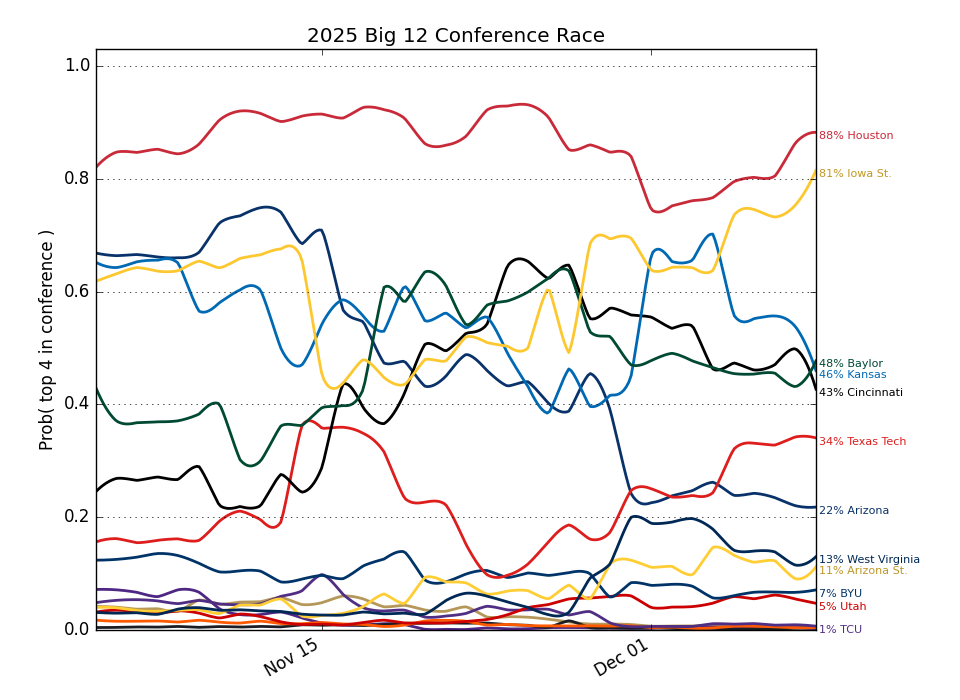 2025 Big 12 Conference Race
Prob( top 4 in conference )
1.0
0.8
0.6
0.4
0.2
0.0
Nov 15
Dec 01
88% Houston
81% Iowa St.
48% Baylor
46% Kansas
43% Cincinnati
34% Texas Tech
22% Arizona
13% West Virginia
11% Arizona St.
7% BYU
5% Utah
1% TCU